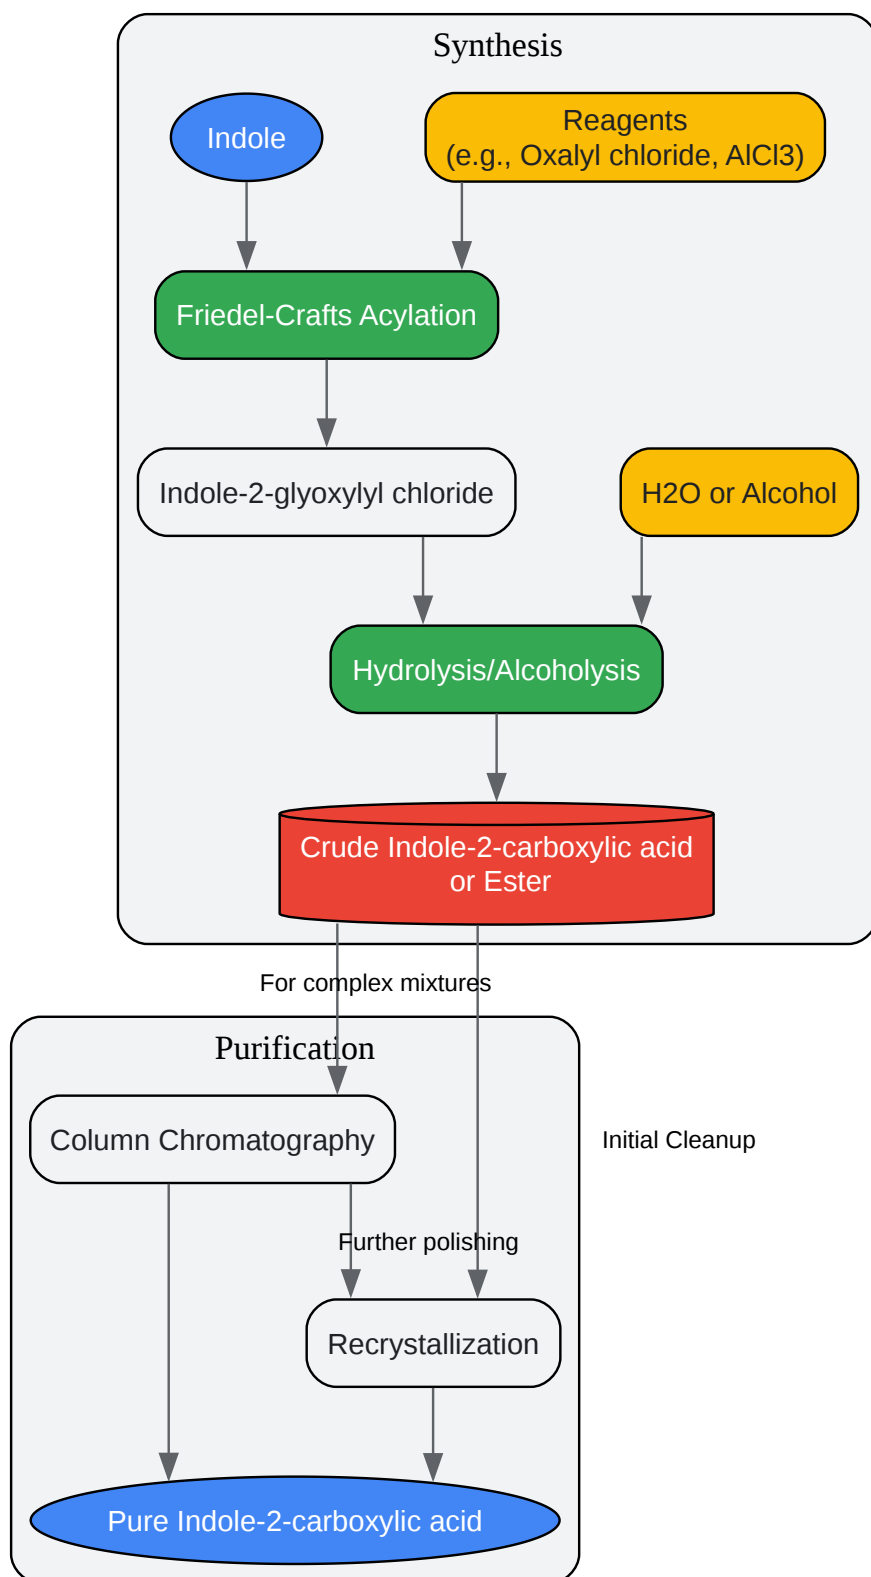 Synthesis
Indole
Reagents
(e.g., Oxalyl chloride, AlCl3)
Friedel-Crafts Acylation
Indole-2-glyoxylyl chloride
H2O or Alcohol
Hydrolysis/Alcoholysis
Crude Indole-2-carboxylic acid
or Ester
For complex mixtures
Purification
Column Chromatography
Initial Cleanup
Further polishing
Recrystallization
Pure Indole-2-carboxylic acid